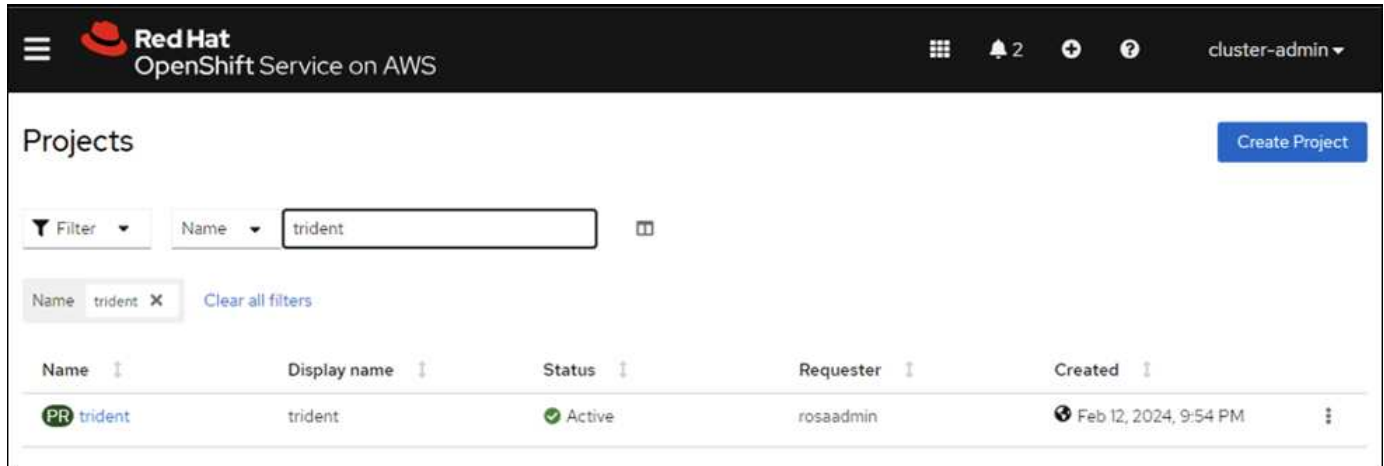 Red Hat
OpenShift Service on AWS
2
cluster-admin
Projects
Create Project
Filter
Name
trident
Name trident
Clear all filters
Name Display name Status Requester Created
PR trident trident Active rosaadmin Feb 12, 2024, 9:54 PM